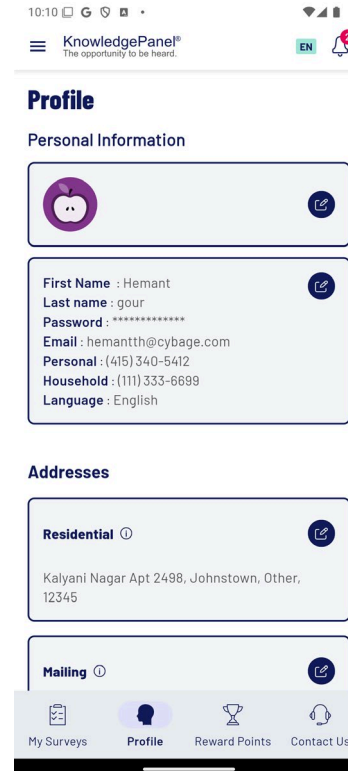 10:10
KnowledgePanel®
The opportunity to be heard.
EN
2
Profile
Personal Information
First Name : Hemant
Last name : gour
Password : *************
Email : hemantth@cybage.com
Personal : (415) 340-5412
Household : (111) 333-6699
Language : English
Addresses
Residential
Kalyani Nagar Apt 2498, Johnstown, Other,
12345
Mailing
My Surveys
Profile
Reward Points
Contact Us